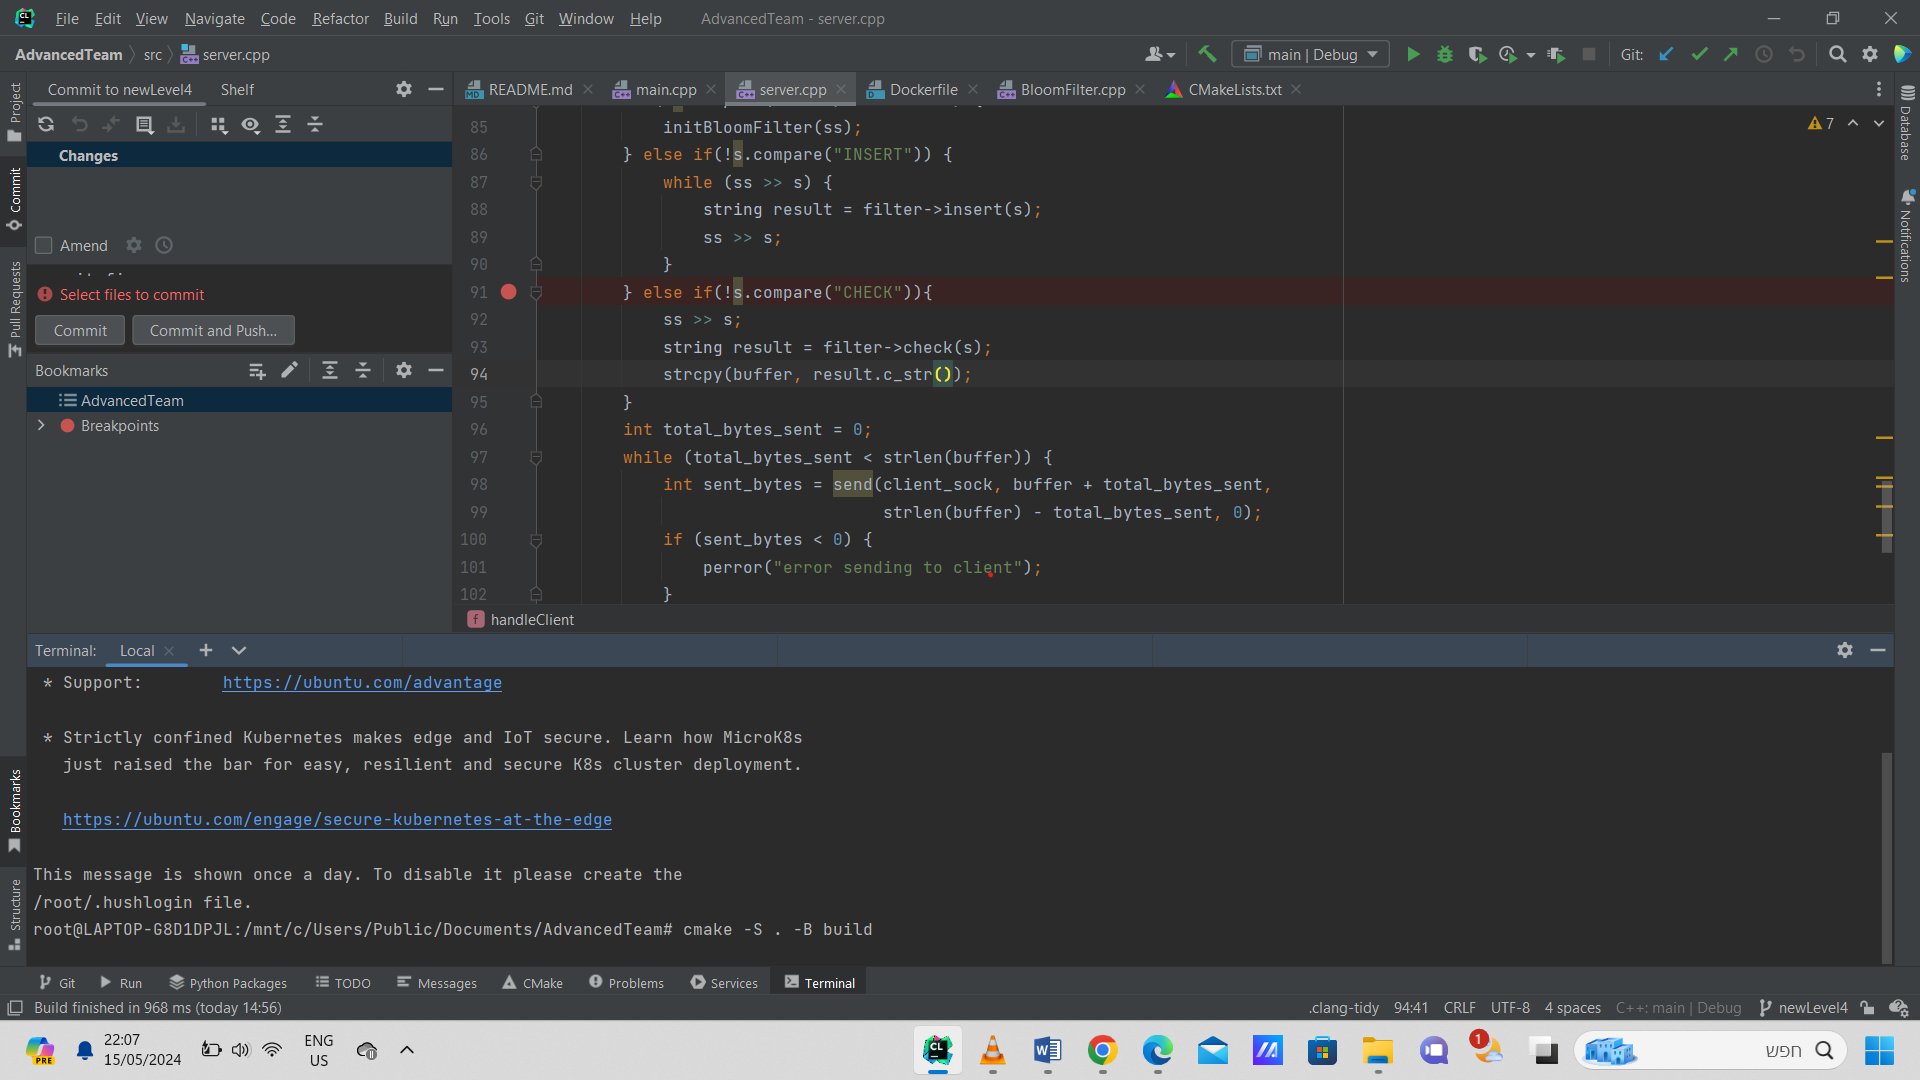 File Edit View Navigate Code Refactor Build Run Tools Git Window Help AdvancedTeam - server.cpp
AdvancedTeam src server.cpp main | Debug Git:
Commit to newLevel4 Shelf
README.md main.cpp server.cpp Dockerfile BloomFilter.cpp CMakeLists.txt
Project
Commit
Pull Requests
Bookmarks
Structure
Changes
Amend
Select files to commit
Commit Commit and Push...
Bookmarks
AdvancedTeam
Breakpoints
7
85 initBloomFilter(ss);
86 } else if(!s.compare("INSERT")) {
87 while (ss >> s) {
88 string result = filter->insert(s);
89 ss >> s;
90 }
91 } else if(!s.compare("CHECK")){
92 ss >> s;
93 string result = filter->check(s);
94 strcpy(buffer, result.c_str());
95 }
96 int total_bytes_sent = 0;
97 while (total_bytes_sent < strlen(buffer)) {
98 int sent_bytes = send(client_sock, buffer + total_bytes_sent,
99 strlen(buffer) - total_bytes_sent, 0);
100 if (sent_bytes < 0) {
101 perror("error sending to client");
102 }
f handleClient
Database
Notifications
Terminal: Local
* Support: https://ubuntu.com/advantage
* Strictly confined Kubernetes makes edge and IoT secure. Learn how MicroK8s
just raised the bar for easy, resilient and secure K8s cluster deployment.
https://ubuntu.com/engage/secure-kubernetes-at-the-edge
This message is shown once a day. To disable it please create the
/root/.hushlogin file.
root@LAPTOP-G8D1DPJL:/mnt/c/Users/Public/Documents/AdvancedTeam# cmake -S . -B build
Git Run Python Packages TODO Messages CMake Problems Services Terminal
Build finished in 968 ms (today 14:56) .clang-tidy 94:41 CRLF UTF-8 4 spaces C++: main | Debug newLevel4
PRE
22:07
15/05/2024
ENG
US
CL
W
1
חפש